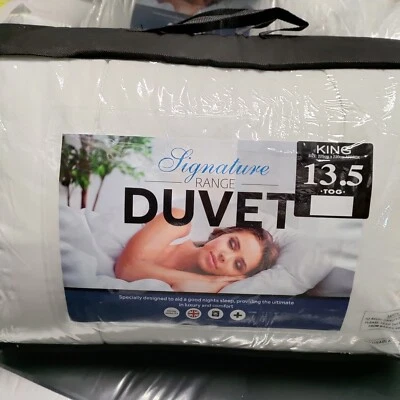 Signature
RANGE
DUVET
KING
13.5
·TOG·
Specially designed to aid a good nights sleep, providing the ultimate
in luxury and comfort